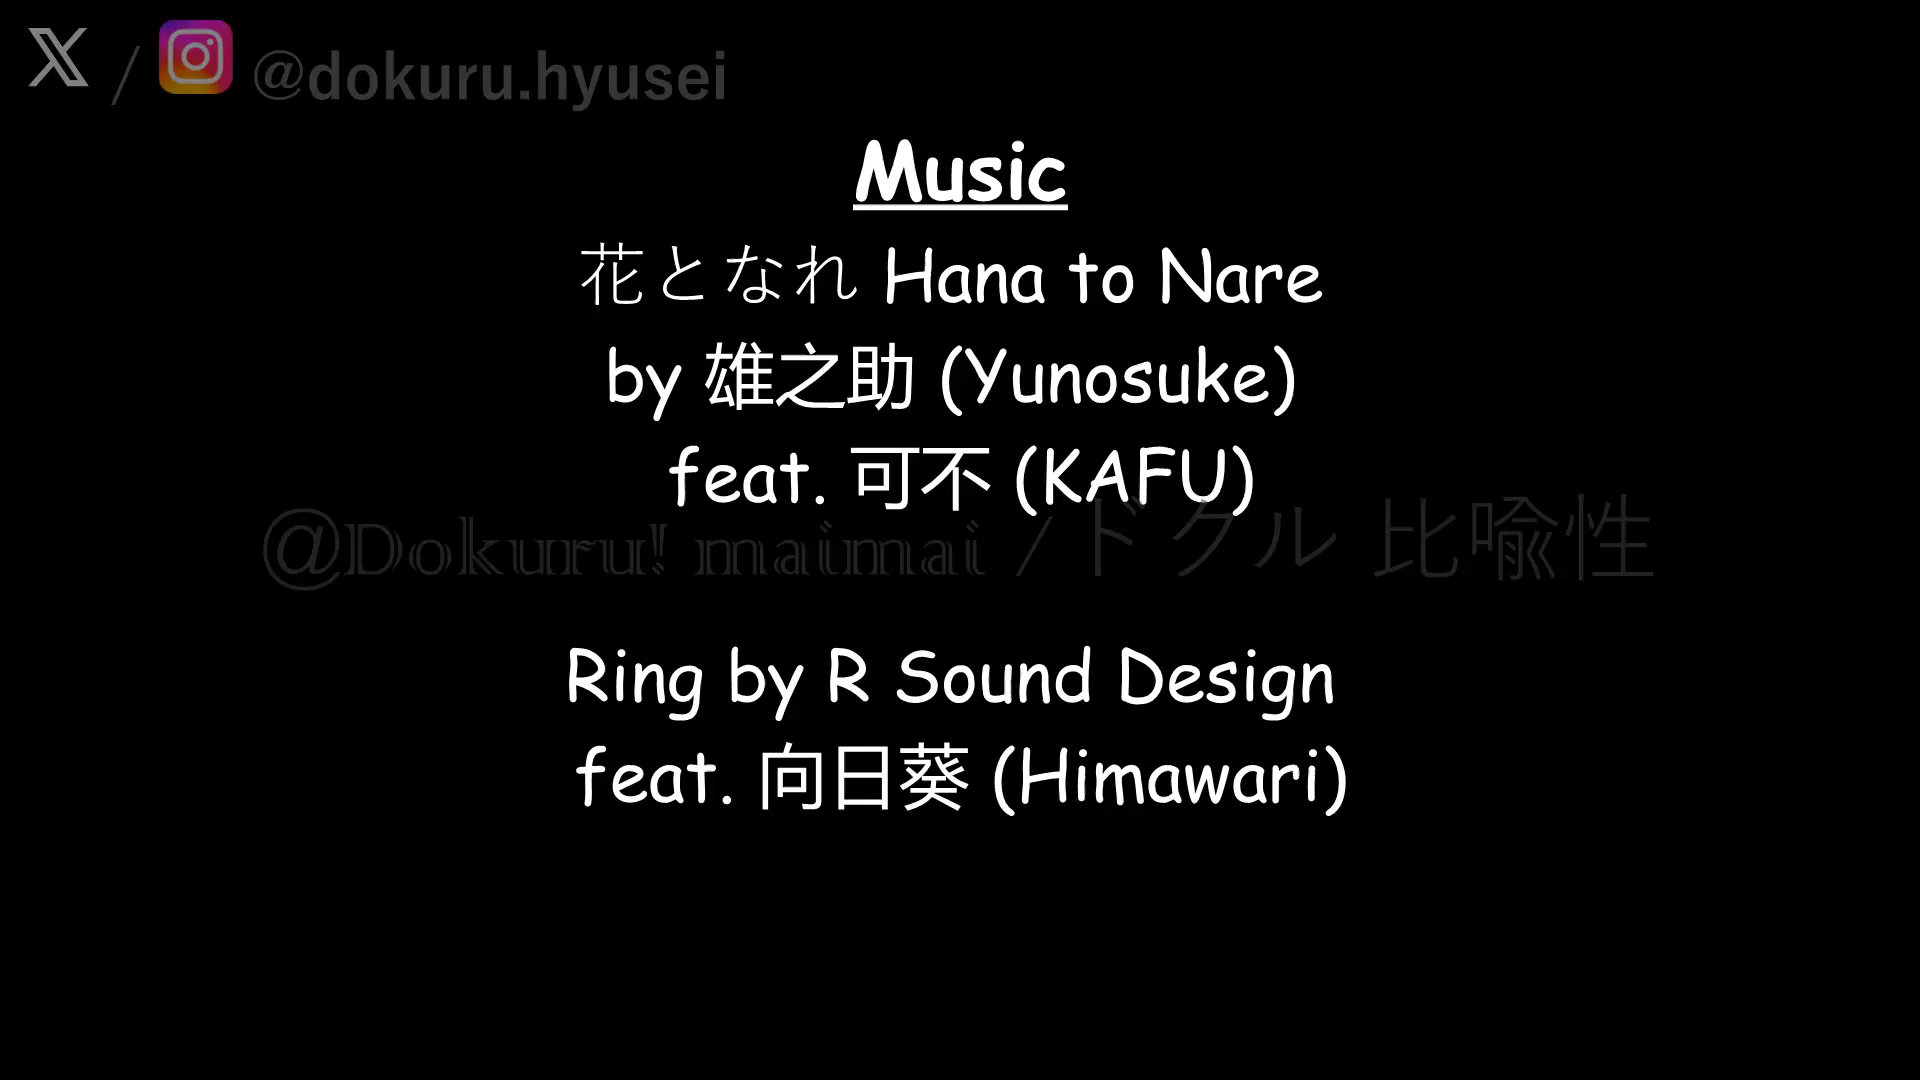 X / @dokuru.hyusei
Music
花となれ Hana to Nare
by 雄之助 (Yunosuke)
feat. 可不 (KAFU)
@Dokuru! maimai /ドクル 比喩性
Ring by R Sound Design
feat. 向日葵 (Himawari)